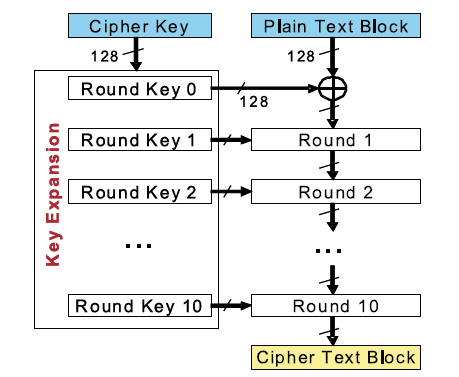 Cipher Key
Plain Text Block
128
128
Round Key 0
128
Key Expansion
Round Key 1
Round 1
Round Key 2
Round 2
...
...
Round Key 10
Round 10
Cipher Text Block